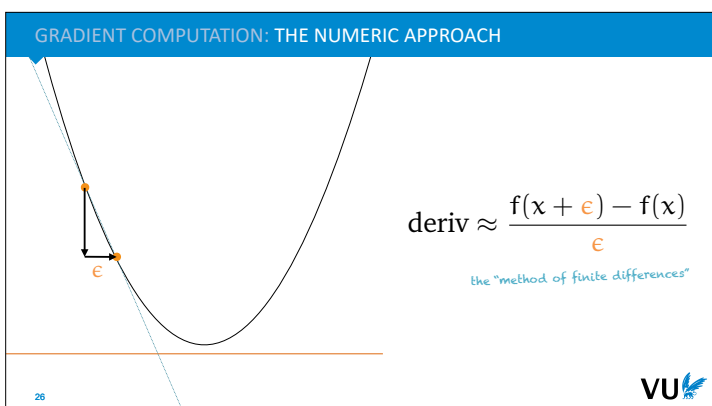 GRADIENT COMPUTATION: THE NUMERIC APPROACH
ϵ
deriv ≈ f(x + ϵ) − f(x) / ϵ
the “method of finite differences”
26
VU